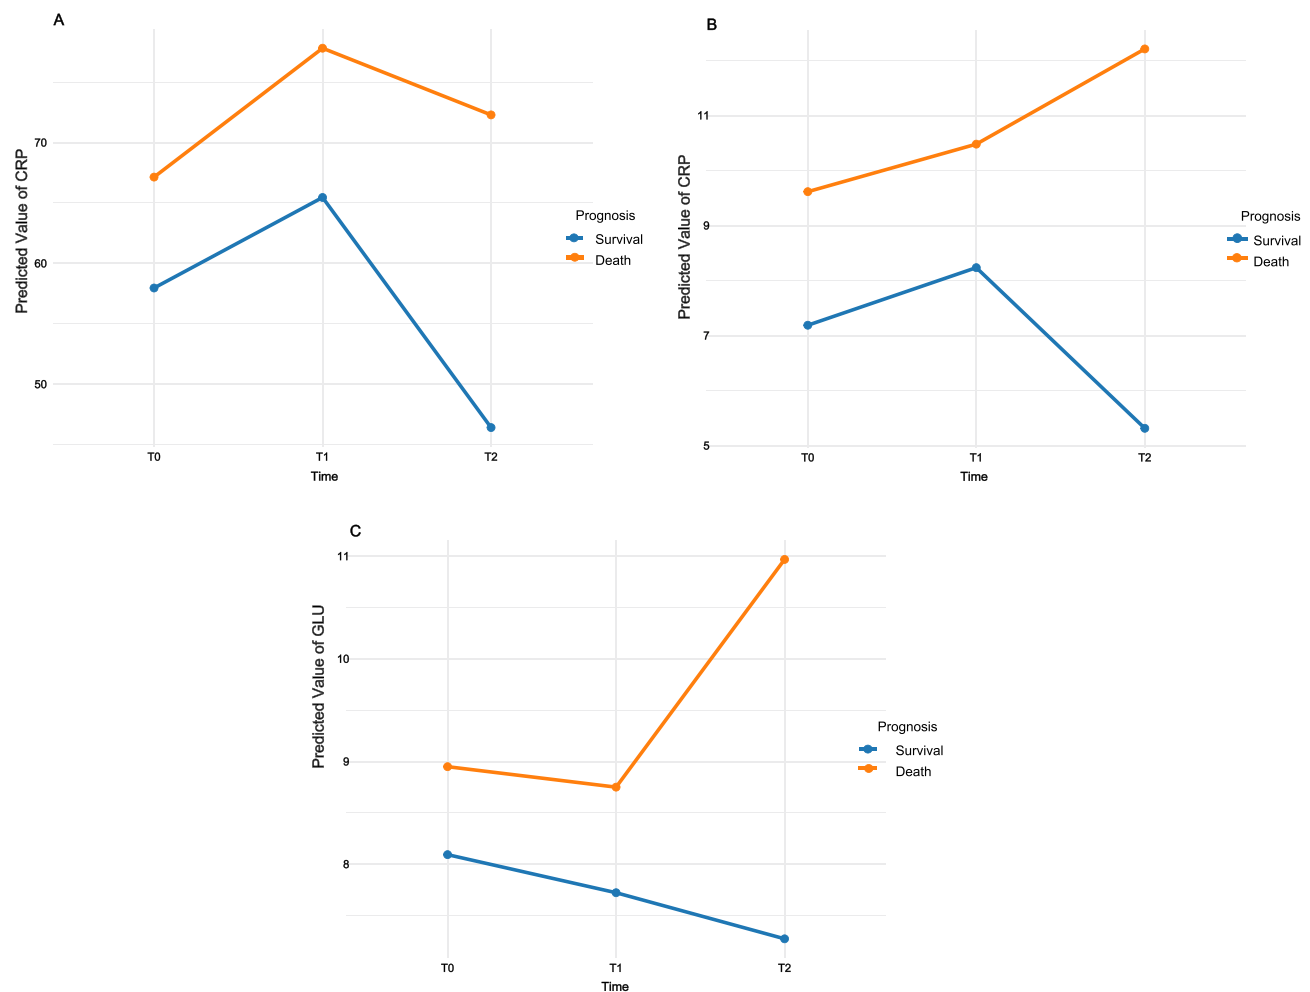 A
Predicted Value of CRP
70
60
50
T0 T1 T2
Time
Prognosis
Survival
Death
B
Predicted Value of CRP
11
9
7
5
T0 T1 T2
Time
Prognosis
Survival
Death
C
Predicted Value of GLU
11
10
9
8
T0 T1 T2
Time
Prognosis
Survival
Death